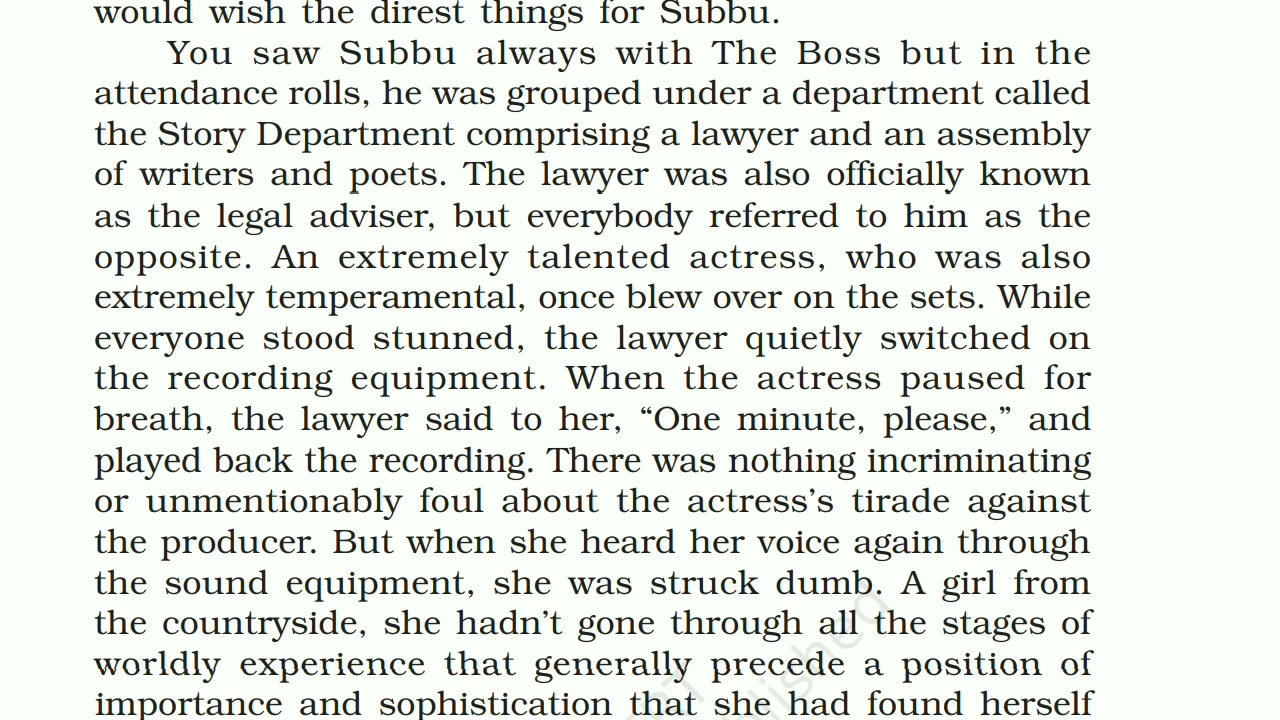 would wish the direst things for Subbu.
You saw Subbu always with The Boss but in the
attendance rolls, he was grouped under a department called
the Story Department comprising a lawyer and an assembly
of writers and poets. The lawyer was also officially known
as the legal adviser, but everybody referred to him as the
opposite. An extremely talented actress, who was also
extremely temperamental, once blew over on the sets. While
everyone stood stunned, the lawyer quietly switched on
the recording equipment. When the actress paused for
breath, the lawyer said to her, “One minute, please,” and
played back the recording. There was nothing incriminating
or unmentionably foul about the actress’s tirade against
the producer. But when she heard her voice again through
the sound equipment, she was struck dumb. A girl from
the countryside, she hadn’t gone through all the stages of
worldly experience that generally precede a position of
importance and sophistication that she had found herself